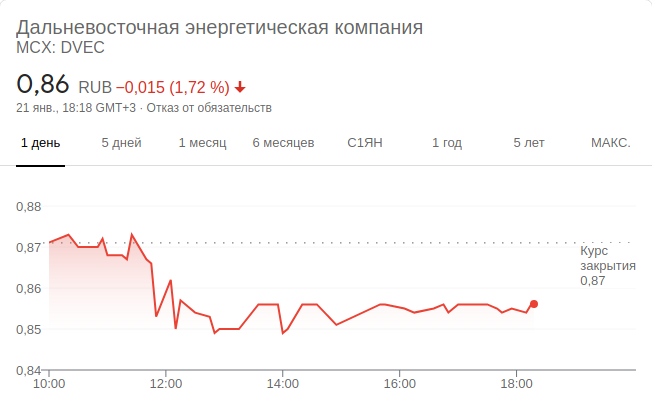 Дальневосточная энергетическая компания
MCX: DVEC
0,86 RUB −0,015 (1,72 %)
21 янв., 18:18 GMT+3 · Отказ от обязательств
1 день 5 дней 1 месяц 6 месяцев С1ЯН 1 год 5 лет МАКС.
0,88
0,87
Курс
закрытия
0,87
0,86
0,85
0,84
10:00 12:00 14:00 16:00 18:00